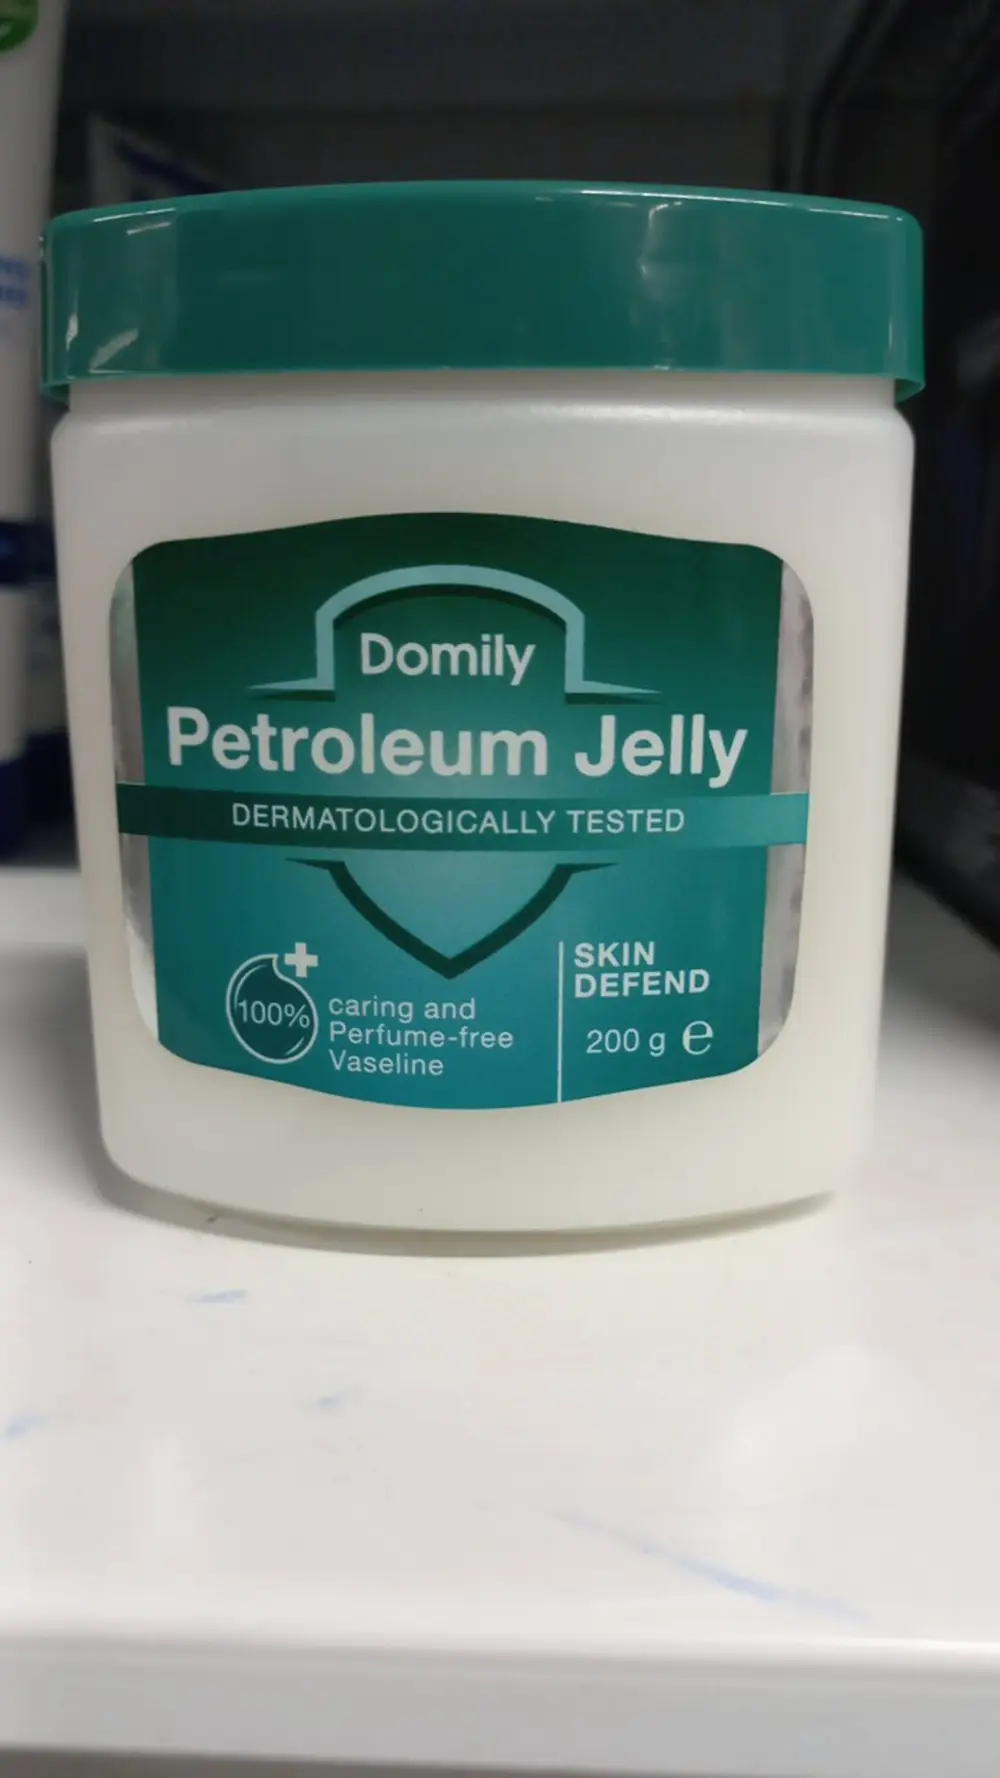 Domily
Petroleum Jelly
DERMATOLOGICALLY TESTED
100%
caring and
Perfume-free
Vaseline
SKIN
DEFEND
200 g ℮